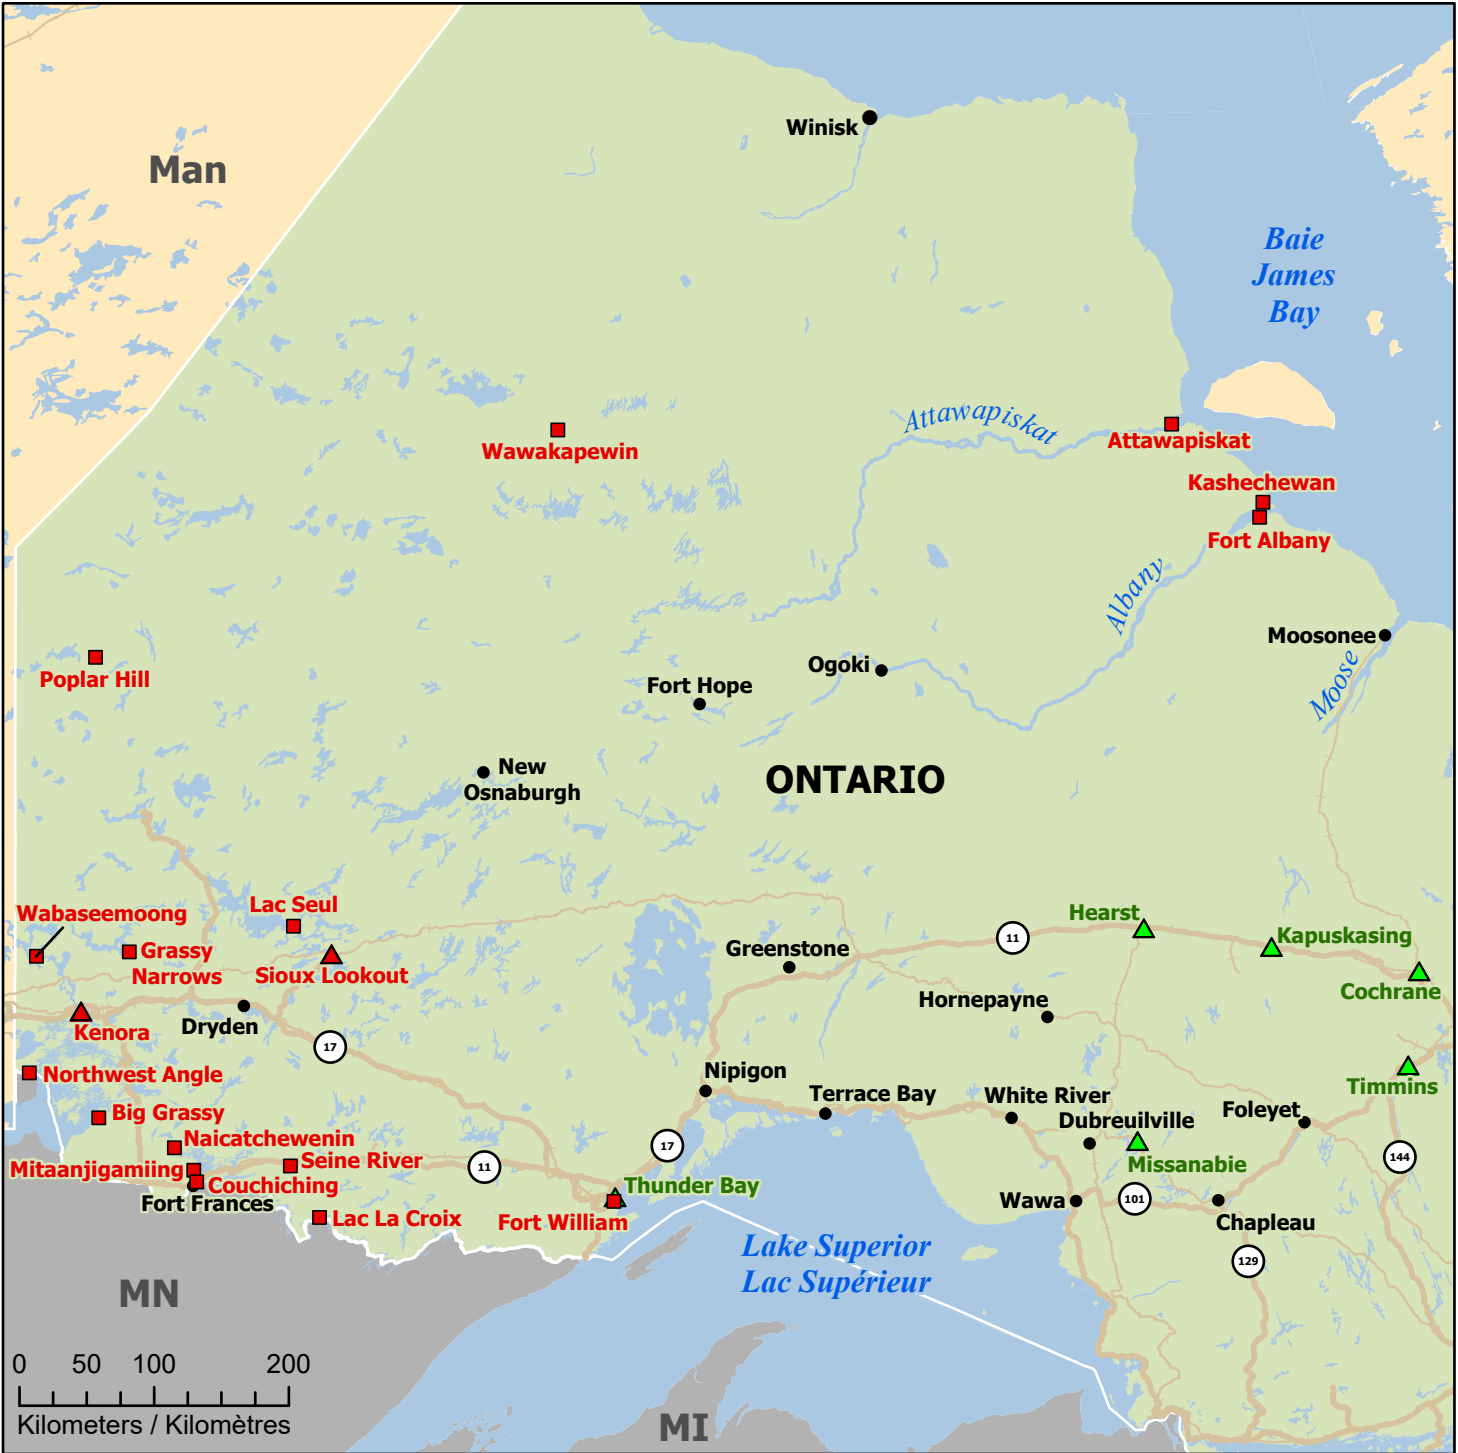 Winisk
Man
Baie
James
Bay
Attawapiskat
Attawapiskat
Wawakapewin
Kashechewan
Fort Albany
Albany
Moosonee
Moose
Ogoki
Poplar Hill
Fort Hope
New
Osnaburgh
ONTARIO
Lac Seul
Wabaseemoong
Hearst
Grassy
Narrows
Sioux Lookout
Greenstone
11
Kapuskasing
Cochrane
Hornepayne
Kenora
Dryden
17
Northwest Angle
Nipigon
Timmins
Terrace Bay
White River
Big Grassy
Foleyet
Dubreuilville
Naicatchewenin
17
144
Mitaanjigamiing
Seine River
11
Missanabie
Couchiching
Thunder Bay
Fort Frances
Wawa
101
Lac La Croix
Fort William
Chapleau
Lake Superior
Lac Supérieur
129
MN
0 50 100 200
Kilometers / Kilomètres
MI